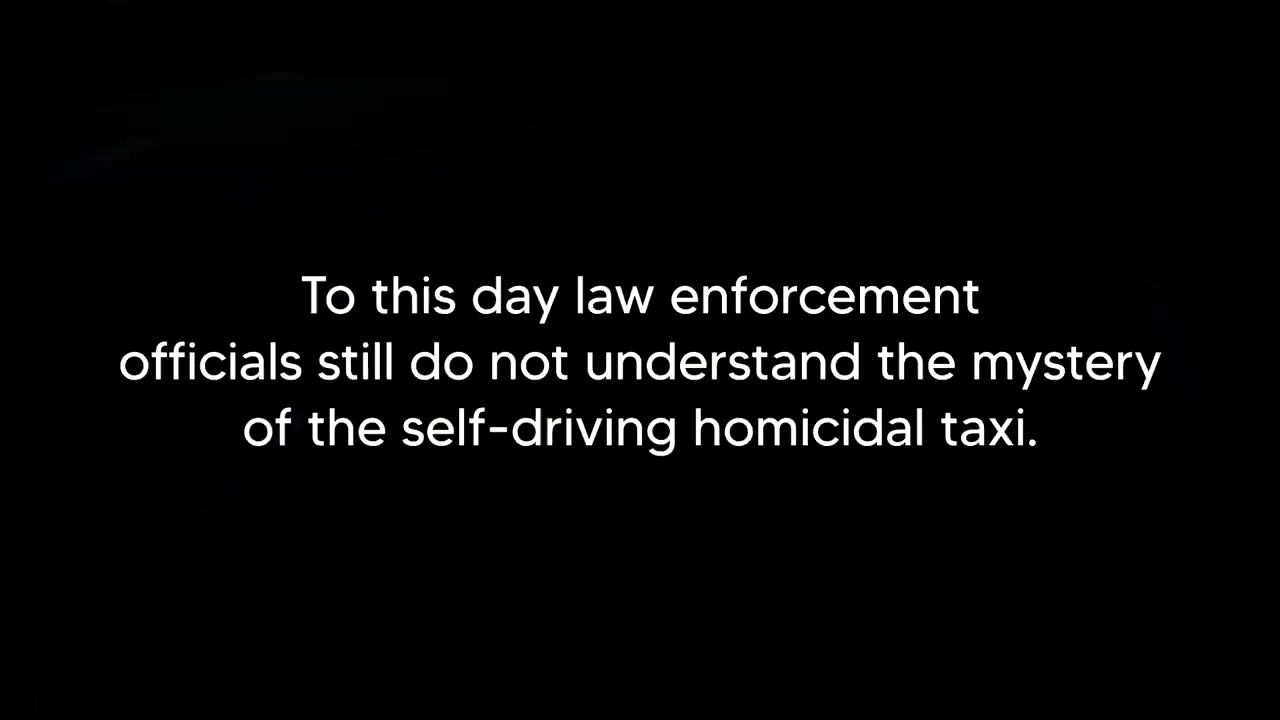 To this day law enforcement
officials still do not understand the mystery
of the self-driving homicidal taxi.